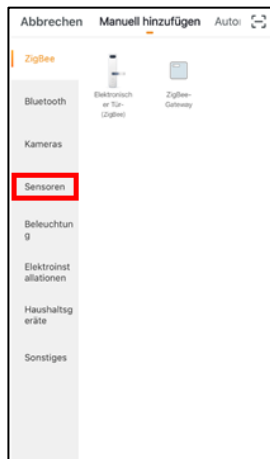 Abbrechen Manuell hinzufügen Autoı
ZigBee
Elektronisch
er Tür-
(ZigBee)
ZigBee-
Gateway
Bluetooth
Kameras
Sensoren
Beleuchtun
g
Elektroinst
allationen
Haushaltsg
eräte
Sonstiges